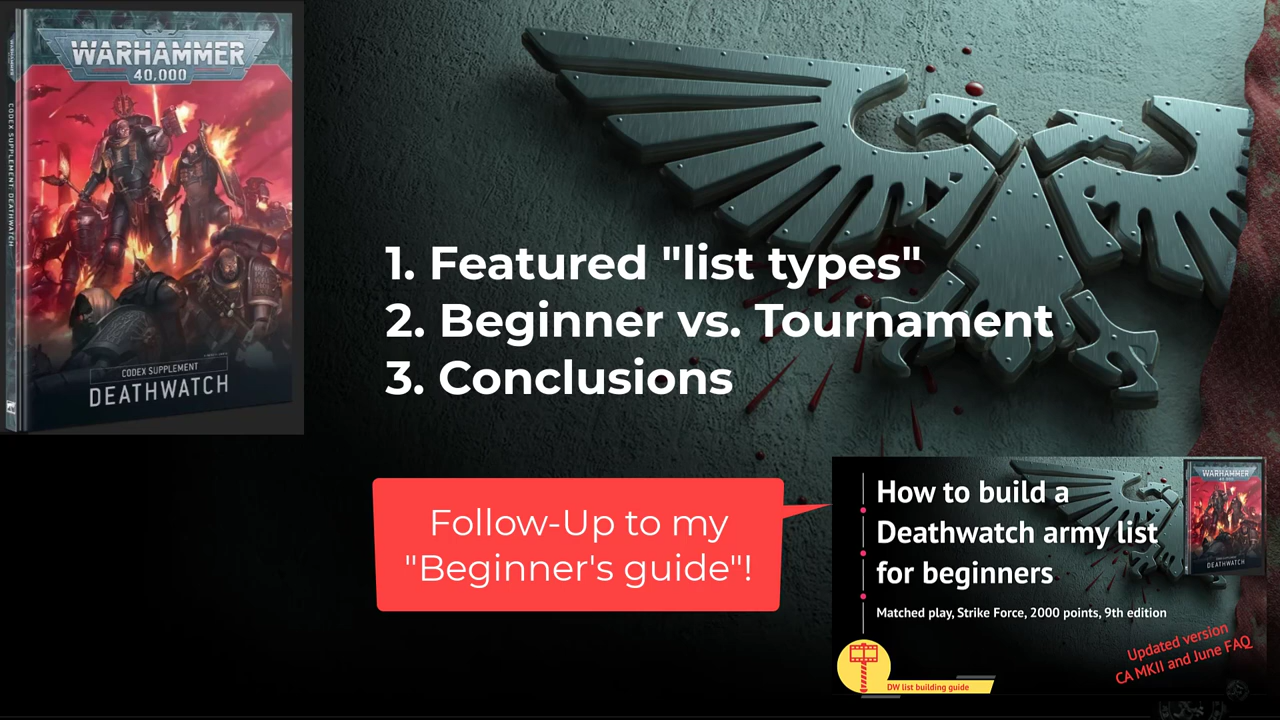 WARHAMMER
40,000
CODEX SUPPLEMENT: DEATHWATCH
CODEX SUPPLEMENT
DEATHWATCH
1. Featured "list types"
2. Beginner vs. Tournament
3. Conclusions
Follow-Up to my
"Beginner's guide"!
How to build a
Deathwatch army list
for beginners
Matched play, Strike Force, 2000 points, 9th edition
WARHAMMER
DEATHWATCH
Updated version
CA MKII and June FAQ
DW list building guide